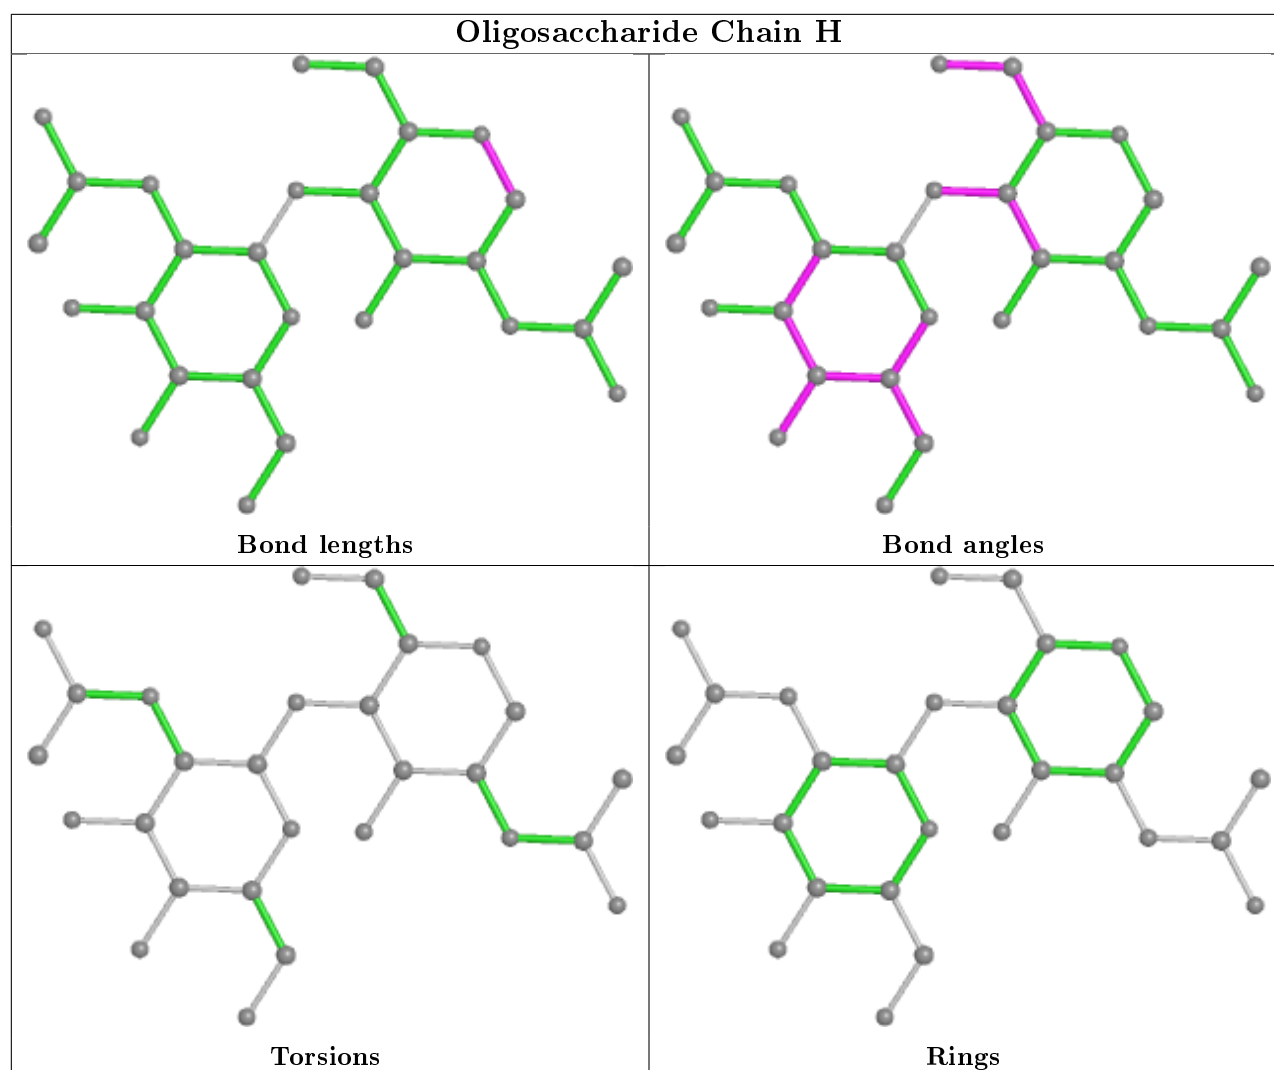 Oligosaccharide Chain H
Bond lengths
Bond angles
Torsions
Rings